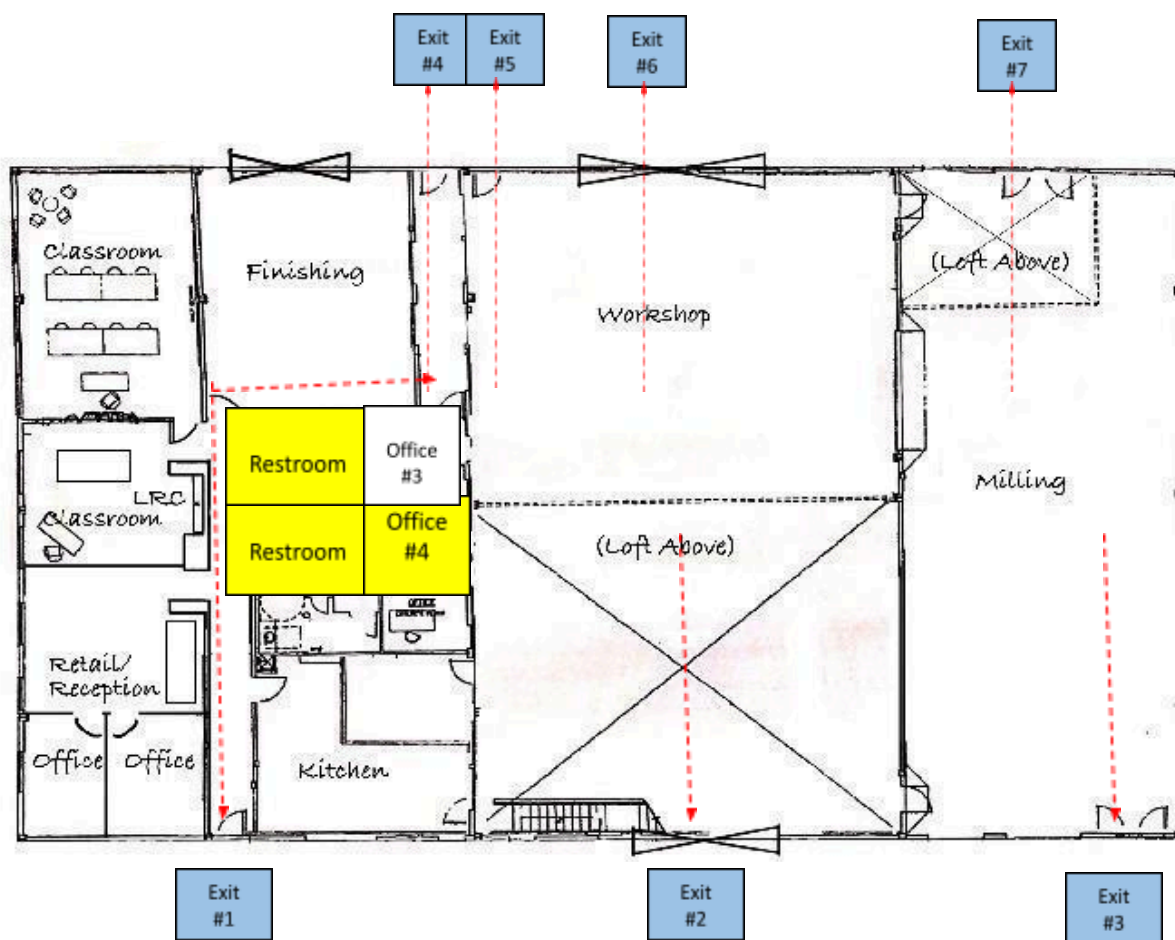 Exit
#4
Exit
#5
Exit
#6
Exit
#7
Classroom
Finishing
(Loft Above)
Workshop
Restroom
Office
#3
Milling
LRC
Classroom
Restroom
Office
#4
(Loft Above)
OFFICE
Retail/
Reception
Office
Office
Kitchen
Exit
#1
Exit
#2
Exit
#3